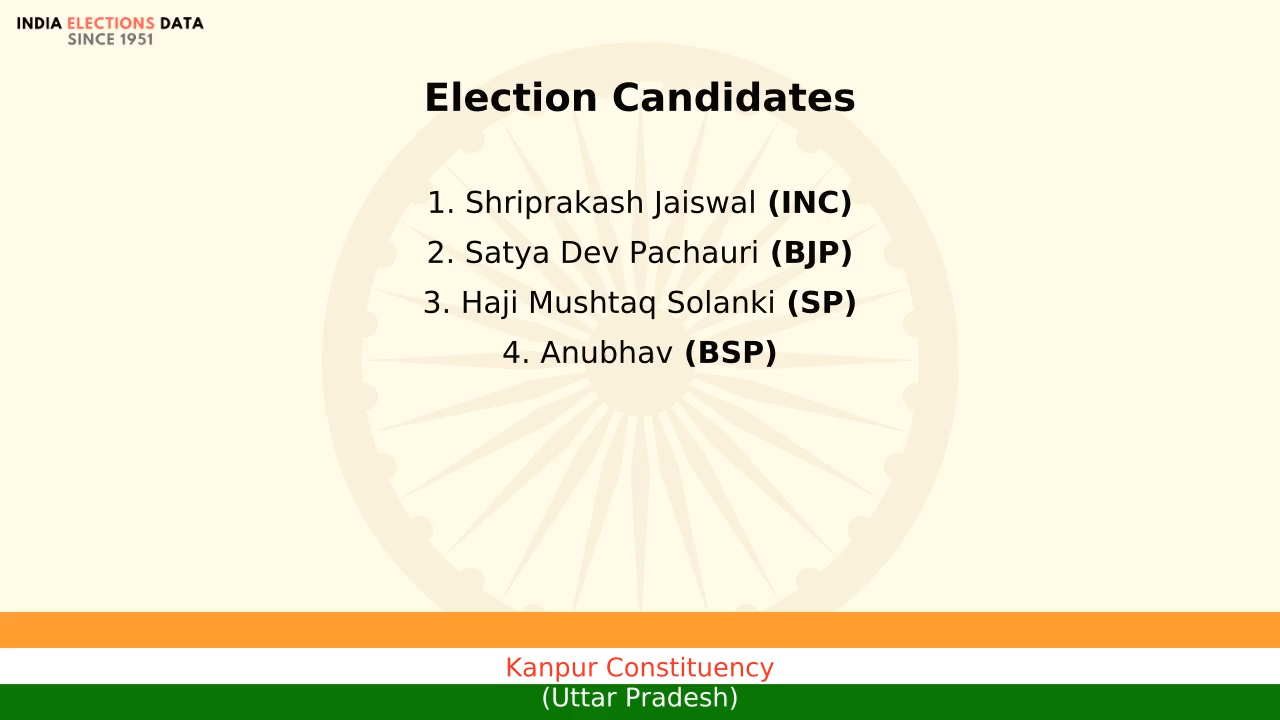 INDIA ELECTIONS DATA
SINCE 1951
Election Candidates
1. Shriprakash Jaiswal (INC)
2. Satya Dev Pachauri (BJP)
3. Haji Mushtaq Solanki (SP)
4. Anubhav (BSP)
Kanpur Constituency
(Uttar Pradesh)